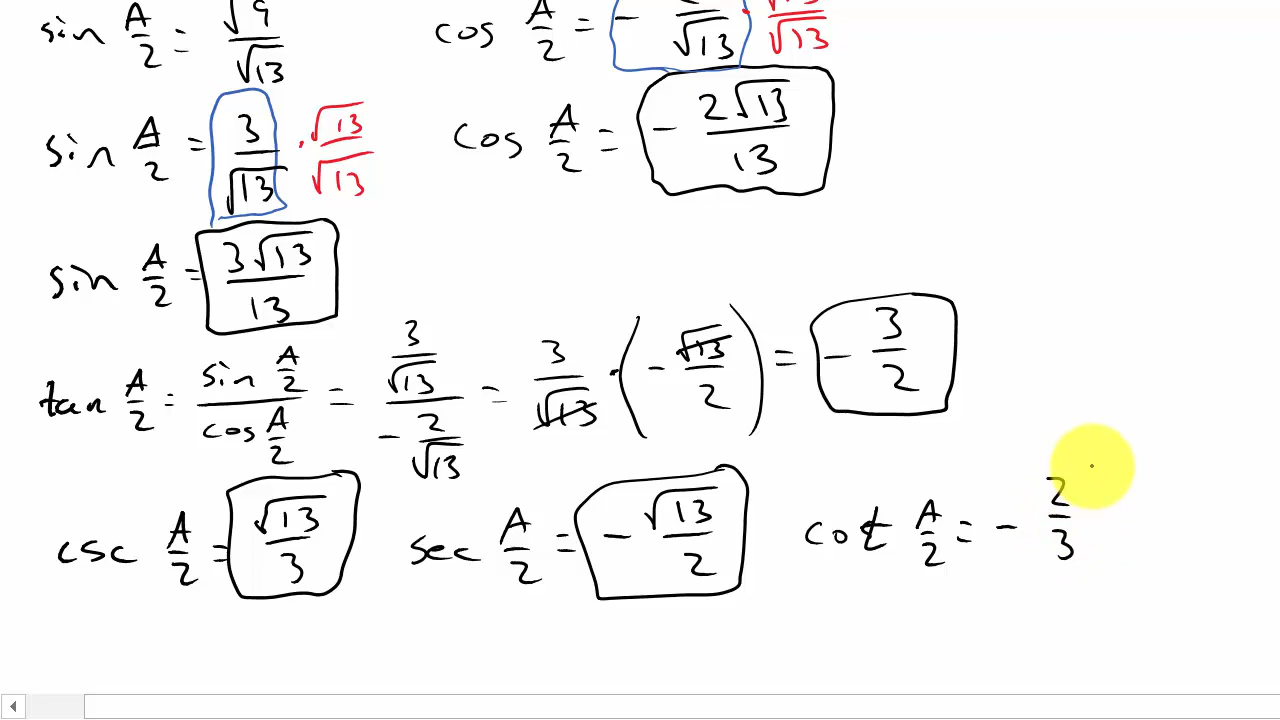 sin A/2 = √9/√13
cos A/2 = - 2/√13 · √13/√13
sin A/2 = 3/√13 · √13/√13
cos A/2 = - 2√13/13
sin A/2 = 3√13/13
tan A/2 = sin A/2 / cos A/2 = 3/√13 / - 2/√13 = 3/√13 · ( - √13/2 ) = - 3/2
csc A/2 = √13/3
sec A/2 = - √13/2
cot A/2 = - 2/3